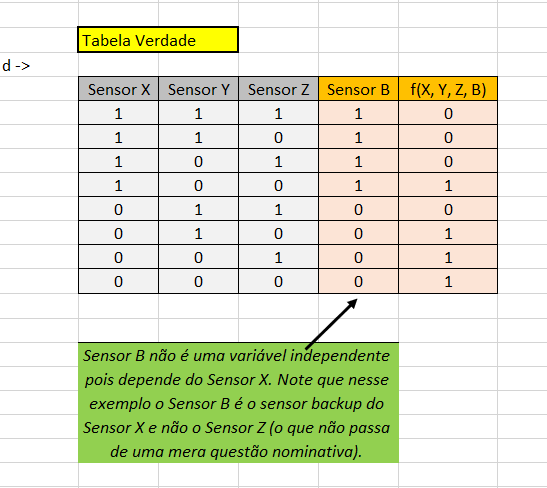 Tabela Verdade
d ->
Sensor X Sensor Y Sensor Z Sensor B f(X, Y, Z, B)
1 1 1 1 0
1 1 0 1 0
1 0 1 1 0
1 0 0 1 1
0 1 1 0 0
0 1 0 0 1
0 0 1 0 1
0 0 0 0 1
Sensor B não é uma variável independente
pois depende do Sensor X. Note que nesse
exemplo o Sensor B é o sensor backup do
Sensor X e não o Sensor Z (o que não passa
de uma mera questão nominativa).